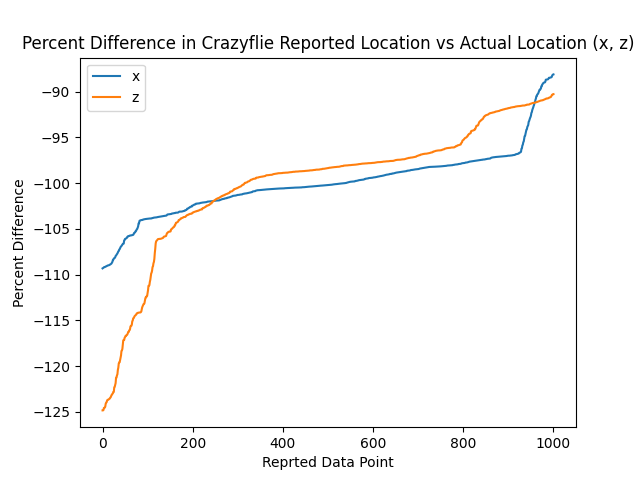 Percent Difference in Crazyflie Reported Location vs Actual Location (x, z)
x
z
−90
−95
−100
−105
−110
−115
−120
−125
Percent Difference
0 200 400 600 800 1000
Reprted Data Point